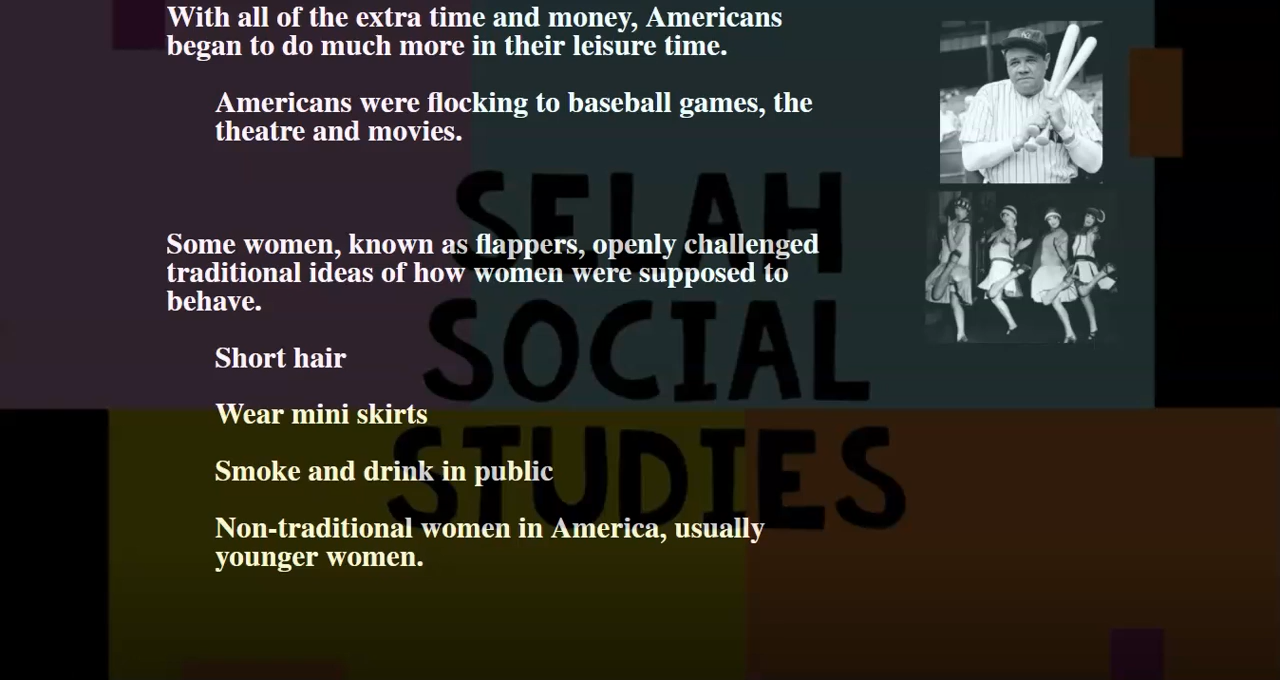 With all of the extra time and money, Americans
began to do much more in their leisure time.
Americans were flocking to baseball games, the
theatre and movies.
Some women, known as flappers, openly challenged
traditional ideas of how women were supposed to
behave.
Short hair
Wear mini skirts
Smoke and drink in public
Non-traditional women in America, usually
younger women.
SELAH
SOCIAL
STUDIES